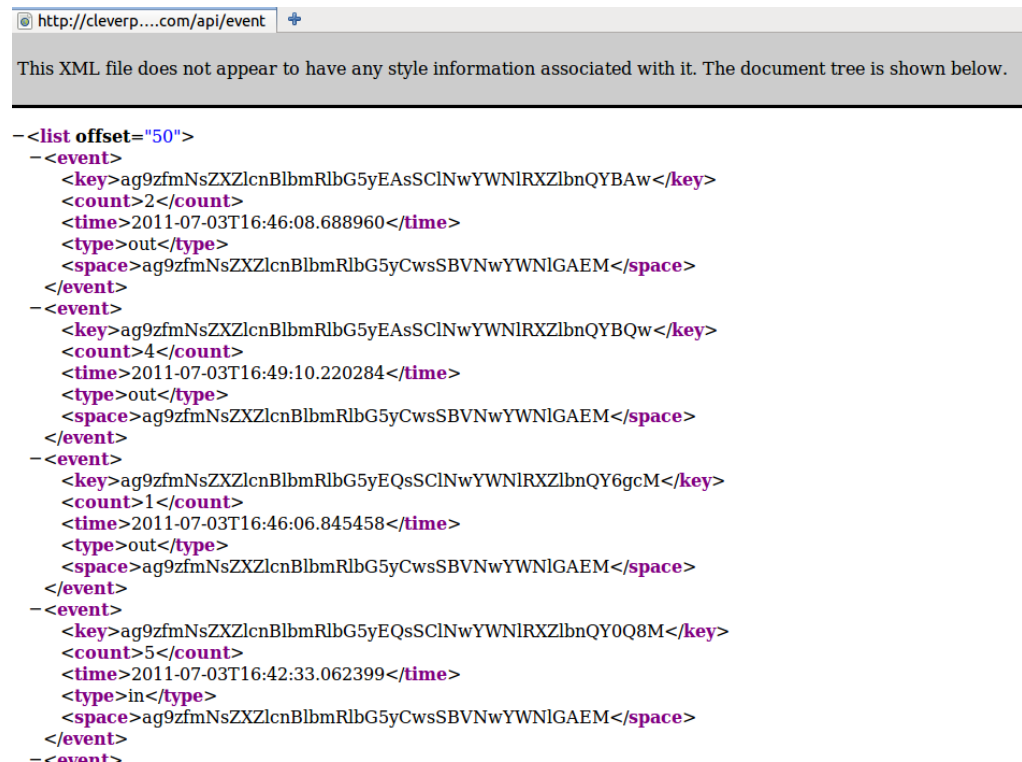 http://cleverp....com/api/event
This XML file does not appear to have any style information associated with it. The document tree is shown below.
−<list offset="50">
−<event>
<key>ag9zfmNsZXZlcnBlbmRlbG5yEAsSClNwYWNlRXZlbnQYBAw</key>
<count>2</count>
<time>2011-07-03T16:46:08.688960</time>
<type>out</type>
<space>ag9zfmNsZXZlcnBlbmRlbG5yCwsSBVNwYWNlGAEM</space>
</event>
−<event>
<key>ag9zfmNsZXZlcnBlbmRlbG5yEAsSClNwYWNlRXZlbnQYBQw</key>
<count>4</count>
<time>2011-07-03T16:49:10.220284</time>
<type>out</type>
<space>ag9zfmNsZXZlcnBlbmRlbG5yCwsSBVNwYWNlGAEM</space>
</event>
−<event>
<key>ag9zfmNsZXZlcnBlbmRlbG5yEQsSClNwYWNlRXZlbnQY6gcM</key>
<count>1</count>
<time>2011-07-03T16:46:06.845458</time>
<type>out</type>
<space>ag9zfmNsZXZlcnBlbmRlbG5yCwsSBVNwYWNlGAEM</space>
</event>
−<event>
<key>ag9zfmNsZXZlcnBlbmRlbG5yEQsSClNwYWNlRXZlbnQY0Q8M</key>
<count>5</count>
<time>2011-07-03T16:42:33.062399</time>
<type>in</type>
<space>ag9zfmNsZXZlcnBlbmRlbG5yCwsSBVNwYWNlGAEM</space>
</event>
−<event>